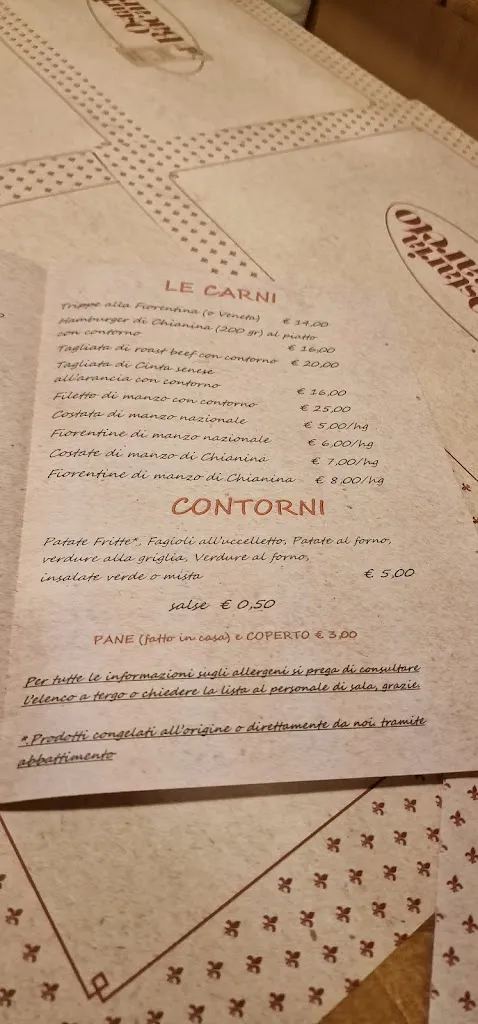 LE CARNI
Trippe alla Fiorentina (o Veneta) € 14,00
Hamburger di Chianina (200 gr) al piatto
con contorno € 16,00
Tagliata di roast beef con contorno € 20,00
Tagliata di Cinta senese
all'arancia con contorno € 16,00
Filetto di manzo con contorno € 25,00
Costata di manzo nazionale € 5,00/hg
Fiorentine di manzo nazionale € 6,00/hg
Costate di manzo di Chianina € 7,00/hg
Fiorentine di manzo di Chianina € 8,00/hg
CONTORNI
Patate Fritte*, Fagioli all'uccelletto, Patate al forno,
verdure alla griglia, Verdure al forno,
insalate verde o mista € 5,00
salse € 0,50
PANE (fatto in casa) e COPERTO € 3,00
Per tutte le informazioni sugli allergeni si prega di consultare
l'elenco a tergo o chiedere la lista al personale di sala, grazie.
*.Prodotti congelati all'origine o direttamente da noi, tramite
abbattimento